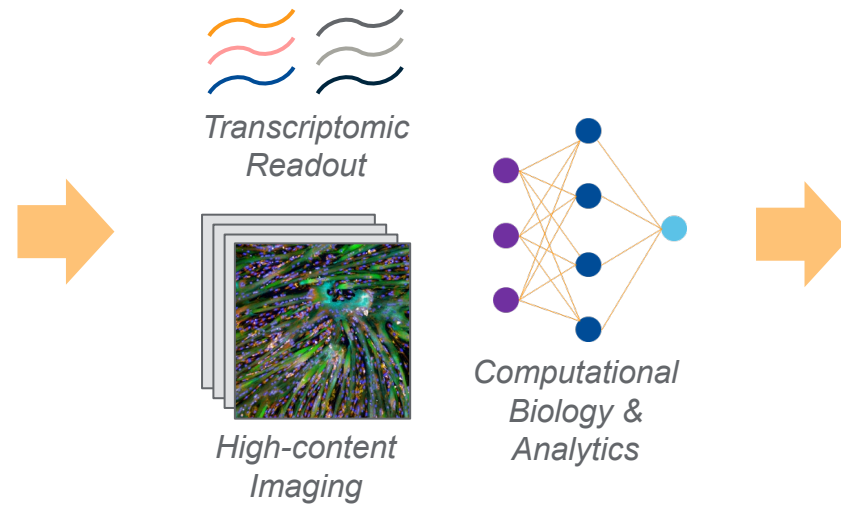 Transcriptomic
Readout
High-content
Imaging
Computational
Biology &
Analytics